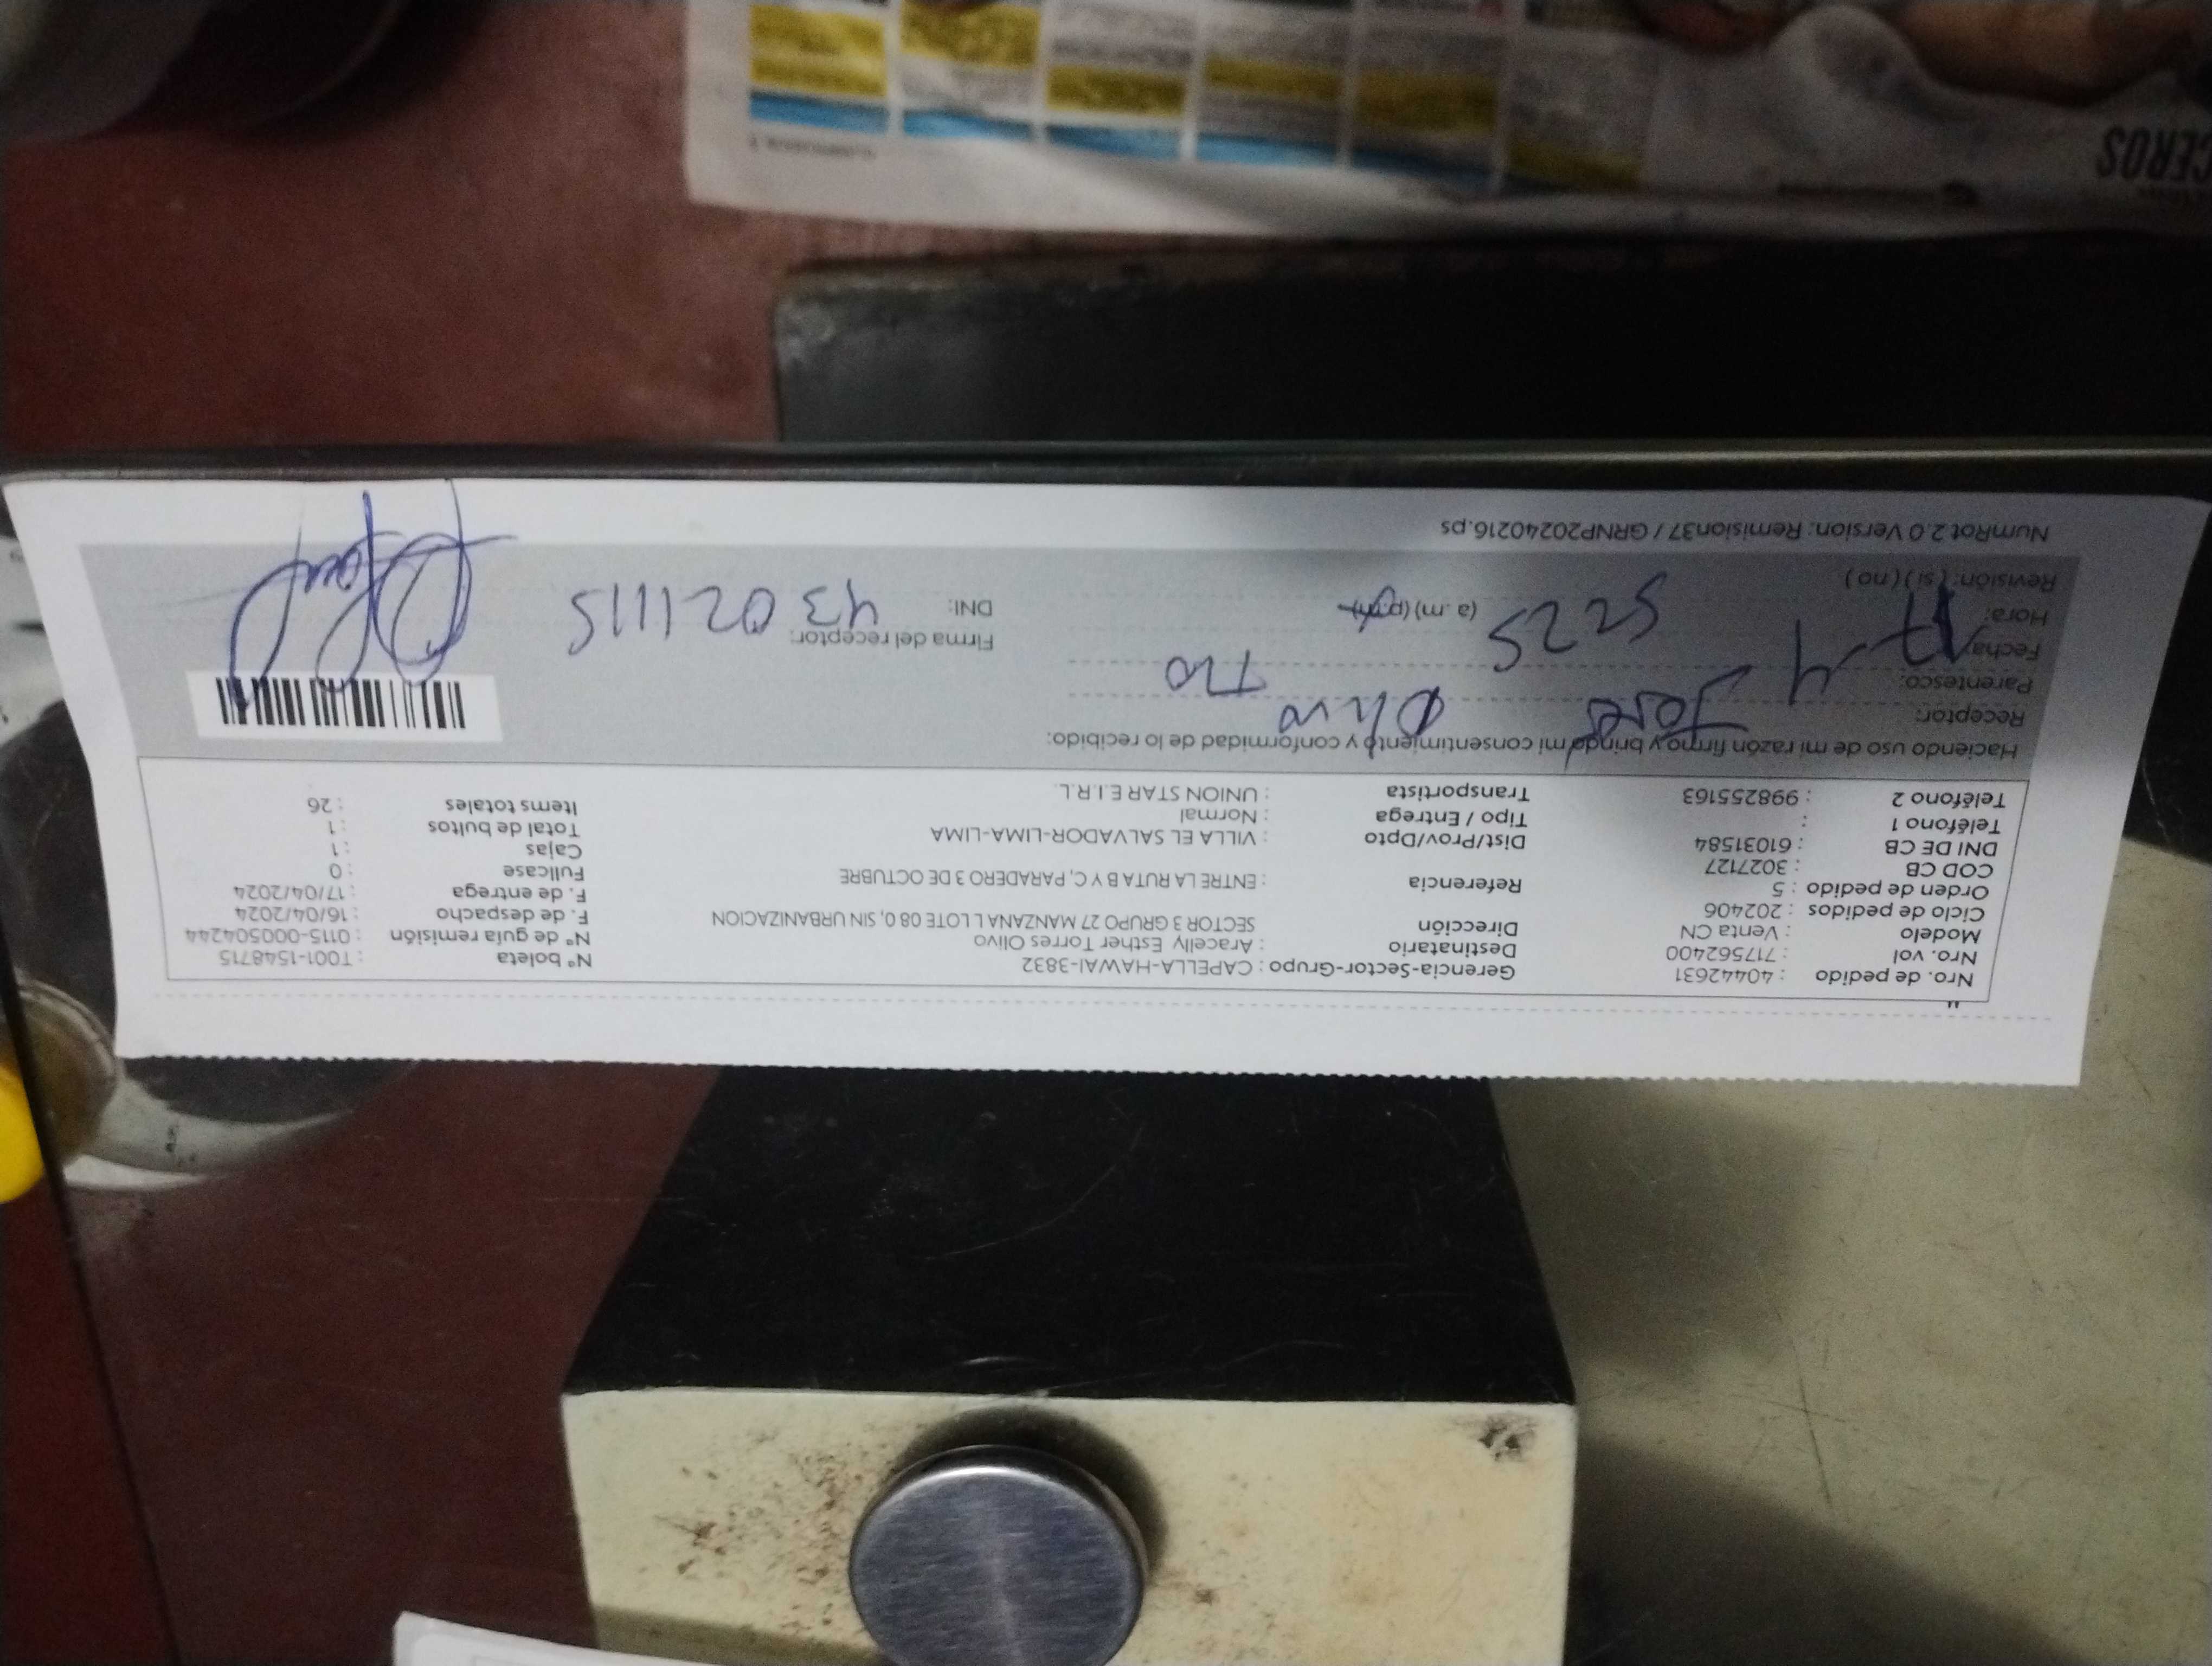 Nro. de pedido : 40442631 Gerencia-Sector-Grupo : CAPELLA-HAWAI-3832 Nº boleta : T001-1548715
Nro. vol : 717562400 Destinatario : Aracelly Esther Torres Olivo Nº de guía remisión : 0115-000504244
Modelo : Venta CN Dirección SECTOR 3 GRUPO 27 MANZANA L LOTE 08 0, SIN URBANIZACION F. de despacho : 16/04/2024
Ciclo de pedidos : 202406 F. de entrega : 17/04/2024
Orden de pedido : 5 Referencia : ENTRE LA RUTA B Y C, PARADERO 3 DE OCTUBRE Fullcase : 0
COD CB : 3027127 Cajas : 1
DNI DE CB : 61031584 Dist/Prov/Dpto : VILLA EL SALVADOR-LIMA-LIMA Total de bultos : 1
Teléfono 1 : Tipo / Entrega Normal Items totales : 26
Teléfono 2 : 998255163 Transportista : UNION STAR E.I.R.L.
Haciendo uso de mi razón firmo y brindo mi consentimiento y conformidad de lo recibido:
Receptor: Olivo
Parentesco:
Fecha: 17 4
Hora: (a.m) (p.m)
Firma del receptor:
DNI: 43021115
Revisión: ( si ) ( no )
NumRot 2.0 Version: Remision37 / GRNP20240216.ps
CEROS